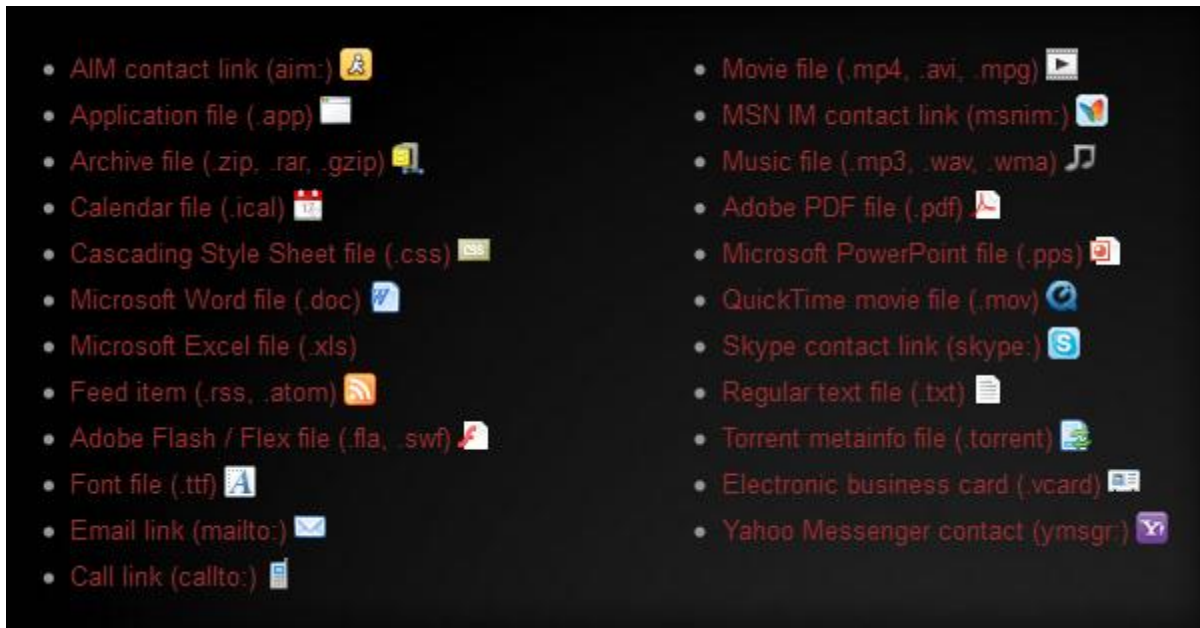 AIM contact link (aim:)
Application file (.app)
Archive file (.zip, .rar, .gzip)
Calendar file (.ical)
Cascading Style Sheet file (.css)
Microsoft Word file (.doc)
Microsoft Excel file (.xls)
Feed item (.rss, .atom)
Adobe Flash / Flex file (.fla, .swf)
Font file (.ttf)
Email link (mailto:)
Call link (callto:)
Movie file (.mp4, .avi, .mpg)
MSN IM contact link (msnim:)
Music file (.mp3, .wav, .wma)
Adobe PDF file (.pdf)
Microsoft PowerPoint file (.pps)
QuickTime movie file (.mov)
Skype contact link (skype:)
Regular text file (.txt)
Torrent metainfo file (.torrent)
Electronic business card (.vcard)
Yahoo Messenger contact (ymsgr:)